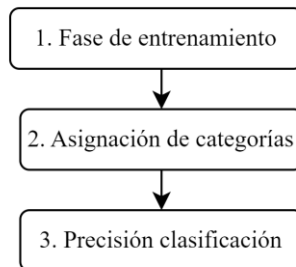 1. Fase de entrenamiento
2. Asignación de categorías
3. Precisión clasificación